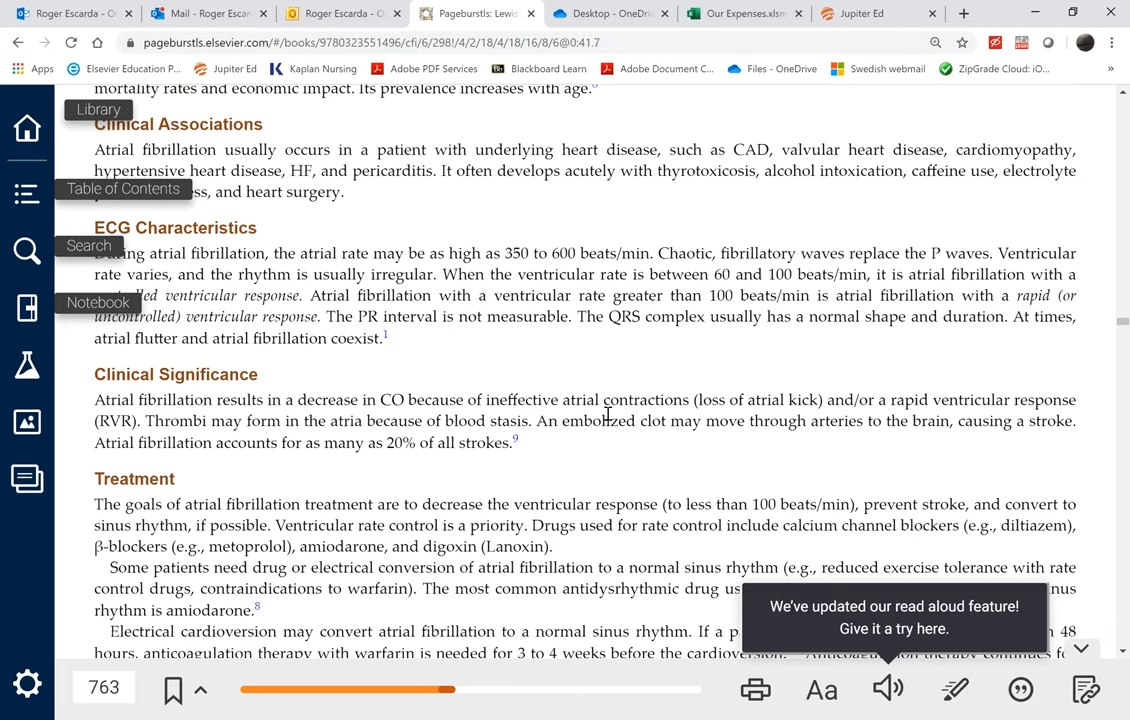 Roger Escarda - O
Mail - Roger Escar
Roger Escarda - O
Pageburstls: Lewis
Desktop - OneDriv
Our Expenses.xlsm
Jupiter Ed
pageburstls.elsevier.com/#/books/9780323551496/cfi/6/298!/4/2/18/4/18/16/8/6@0:41.7
Apps
Elsevier Education P...
Jupiter Ed
Kaplan Nursing
Adobe PDF Services
Blackboard Learn
Adobe Document C...
Files - OneDrive
Swedish webmail
ZipGrade Cloud: iO...
»
mortality rates and economic impact. Its prevalence increases with age.
Library
Clinical Associations
Atrial fibrillation usually occurs in a patient with underlying heart disease, such as CAD, valvular heart disease, cardiomyopathy,
hypertensive heart disease, HF, and pericarditis. It often develops acutely with thyrotoxicosis, alcohol intoxication, caffeine use, electrolyte
Table of Contents
ess, and heart surgery.
ECG Characteristics
Search
During atrial fibrillation, the atrial rate may be as high as 350 to 600 beats/min. Chaotic, fibrillatory waves replace the P waves. Ventricular
rate varies, and the rhythm is usually irregular. When the ventricular rate is between 60 and 100 beats/min, it is atrial fibrillation with a
Notebook
controlled ventricular response. Atrial fibrillation with a ventricular rate greater than 100 beats/min is atrial fibrillation with a rapid (or
uncontrolled) ventricular response. The PR interval is not measurable. The QRS complex usually has a normal shape and duration. At times,
atrial flutter and atrial fibrillation coexist.1
Clinical Significance
Atrial fibrillation results in a decrease in CO because of ineffective atrial contractions (loss of atrial kick) and/or a rapid ventricular response
(RVR). Thrombi may form in the atria because of blood stasis. An embolized clot may move through arteries to the brain, causing a stroke.
Atrial fibrillation accounts for as many as 20% of all strokes.9
Treatment
The goals of atrial fibrillation treatment are to decrease the ventricular response (to less than 100 beats/min), prevent stroke, and convert to
sinus rhythm, if possible. Ventricular rate control is a priority. Drugs used for rate control include calcium channel blockers (e.g., diltiazem),
β-blockers (e.g., metoprolol), amiodarone, and digoxin (Lanoxin).
Some patients need drug or electrical conversion of atrial fibrillation to a normal sinus rhythm (e.g., reduced exercise tolerance with rate
control drugs, contraindications to warfarin). The most common antidysrhythmic drug us
inus
rhythm is amiodarone.8
We've updated our read aloud feature!
Give it a try here.
Electrical cardioversion may convert atrial fibrillation to a normal sinus rhythm. If a p
n 48
hours, anticoagulation therapy with warfarin is needed for 3 to 4 weeks before the cardioversion.
Anticoagulation therapy continues fo
763
Aa